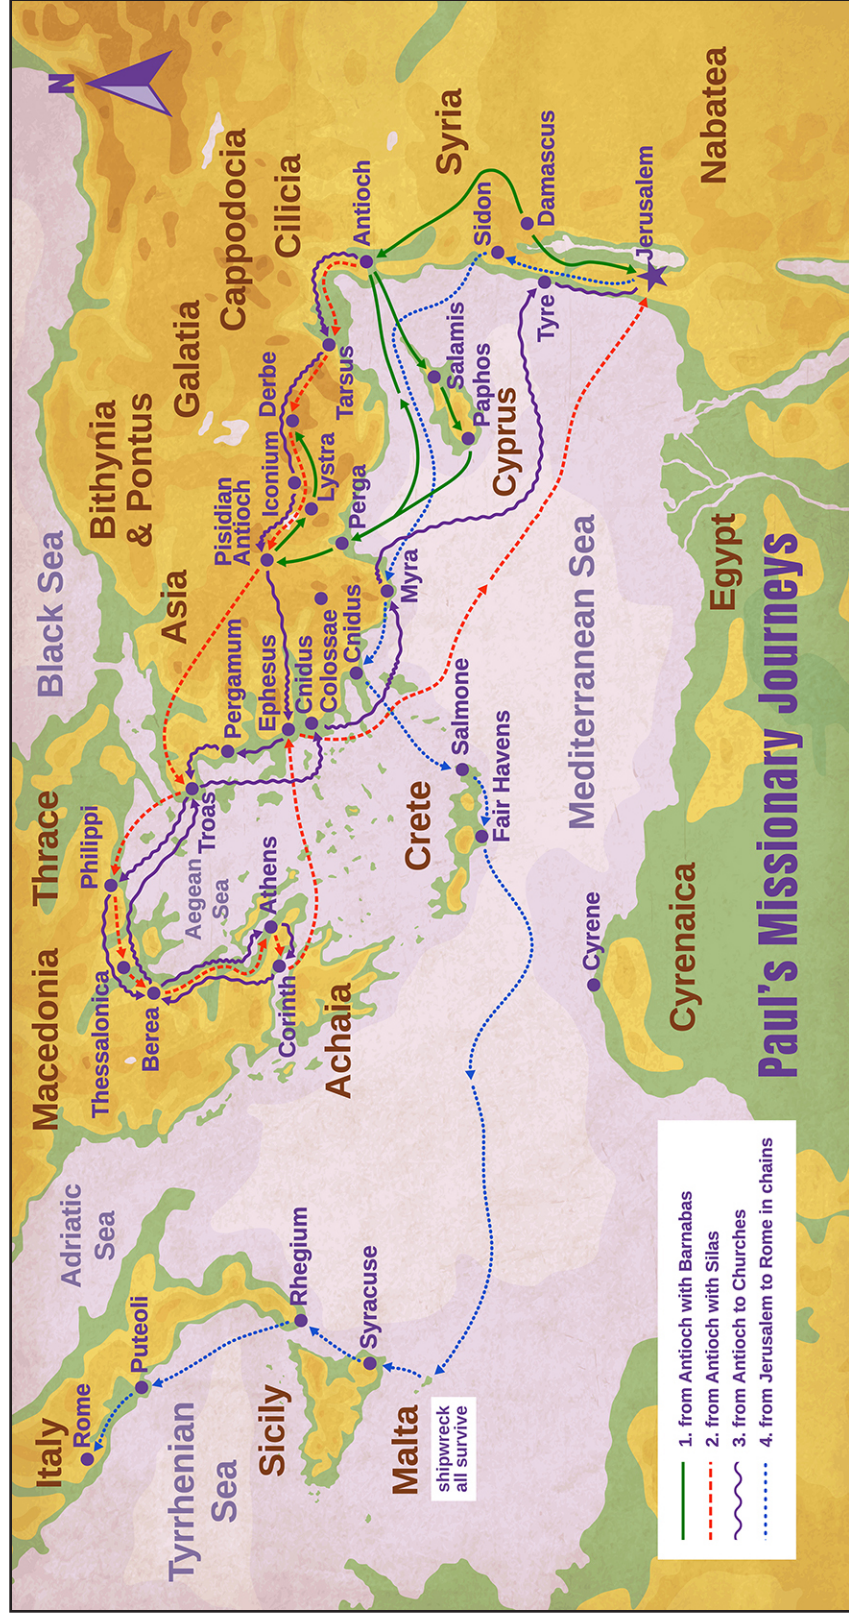 Paul's Missionary Journeys
N
Italy
Rome
Puteoli
Adriatic
Sea
Tyrrhenian
Sea
Sicily
Rhegium
Syracuse
Malta
shipwreck
all survive
Macedonia
Thrace
Philippi
Thessalonica
Berea
Aegean
Sea
Troas
Athens
Corinth
Achaia
Black Sea
Bithynia
& Pontus
Asia
Galatia
Cappodocia
Cilicia
Pergamum
Ephesus
Cnidus
Colossae
Cnidus
Pisidian
Antioch
Iconium
Derbe
Lystra
Tarsus
Perga
Myra
Antioch
Syria
Salamis
Paphos
Cyprus
Sidon
Damascus
Tyre
Jerusalem
Nabatea
Crete
Salmone
Fair Havens
Mediterranean Sea
Cyrene
Cyrenaica
Egypt
1. from Antioch with Barnabas
2. from Antioch with Silas
3. from Antioch to Churches
4. from Jerusalem to Rome in chains